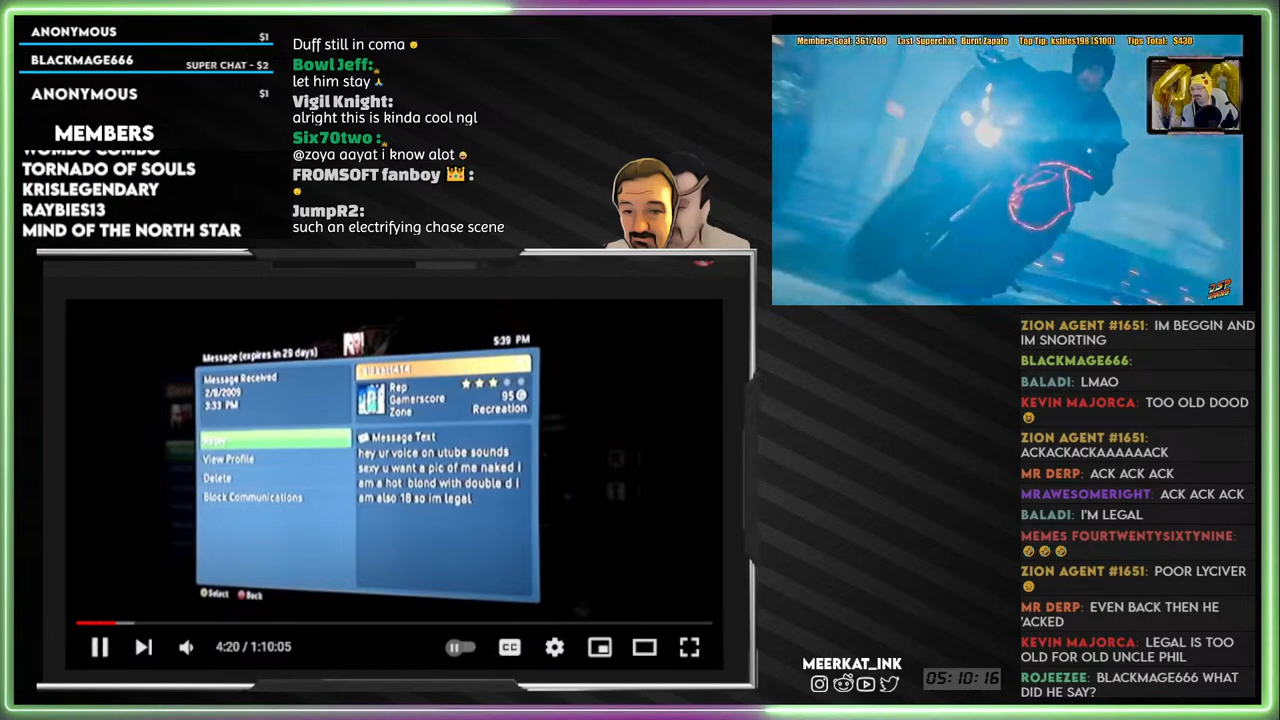 ANONYMOUS $1
BLACKMAGE666 SUPER CHAT - $2
ANONYMOUS $1
MEMBERS
WOMBO COMBO
TORNADO OF SOULS
KRISLEGENDARY
RAYBIES13
MIND OF THE NORTH STAR
Duff still in coma
Bowl Jeff:
let him stay
Vigil Knight:
alright this is kinda cool ngl
Six70two :
@zoya aayat i know alot
FROMSOFT fanboy :
JumpR2:
such an electrifying chase scene
Members Goal: 361/400 Last Superchat: Burnt Zapato Top Tip: kstiles198 ($100) Tips Total: $430
DSP
GAMING
Message (expires in 29 days)
5:39 PM
Message Received
2/8/2009
3:33 PM
Rep
Gamerscore 95 G
Zone Recreation
Reply
View Profile
Delete
Block Communications
Message Text
hey ur voice on utube sounds
sexy u want a pic of me naked i
am a hot blond with double d i
am also 18 so im legal
Select Back
4:20 / 1:10:05
CC
ZION AGENT #1651: IM BEGGIN AND
IM SNORTING
BLACKMAGE666:
BALADI: LMAO
KEVIN MAJORCA: TOO OLD DOOD
ZION AGENT #1651:
ACKACKACKAAAAAACK
MR DERP: ACK ACK ACK
MRAWESOMERIGHT: ACK ACK ACK
BALADI: I'M LEGAL
MEMES FOURTWENTYSIXTYNINE:
ZION AGENT #1651: POOR LYCIVER
MR DERP: EVEN BACK THEN HE
'ACKED
KEVIN MAJORCA: LEGAL IS TOO
OLD FOR OLD UNCLE PHIL
ROJEEZEE: BLACKMAGE666 WHAT
DID HE SAY?
MEERKAT_INK
05:10:16